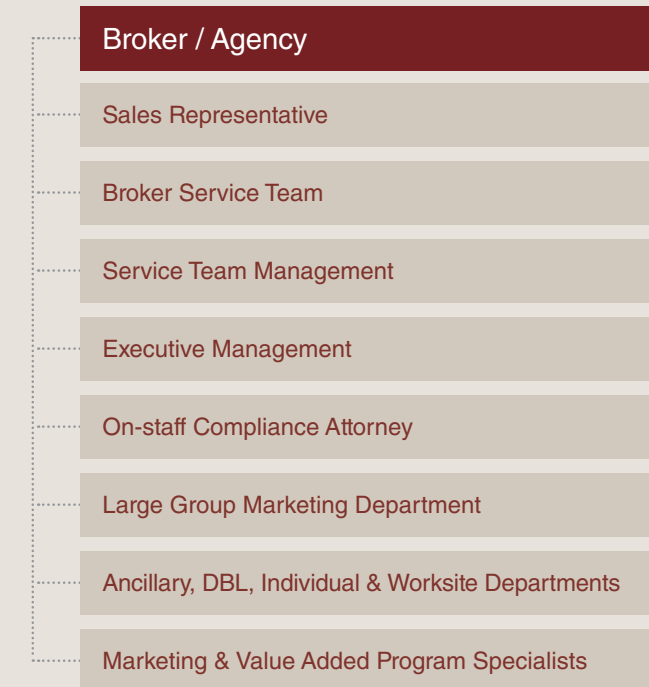 Broker / Agency
Sales Representative
Broker Service Team
Service Team Management
Executive Management
On-staff Compliance Attorney
Large Group Marketing Department
Ancillary, DBL, Individual & Worksite Departments
Marketing & Value Added Program Specialists